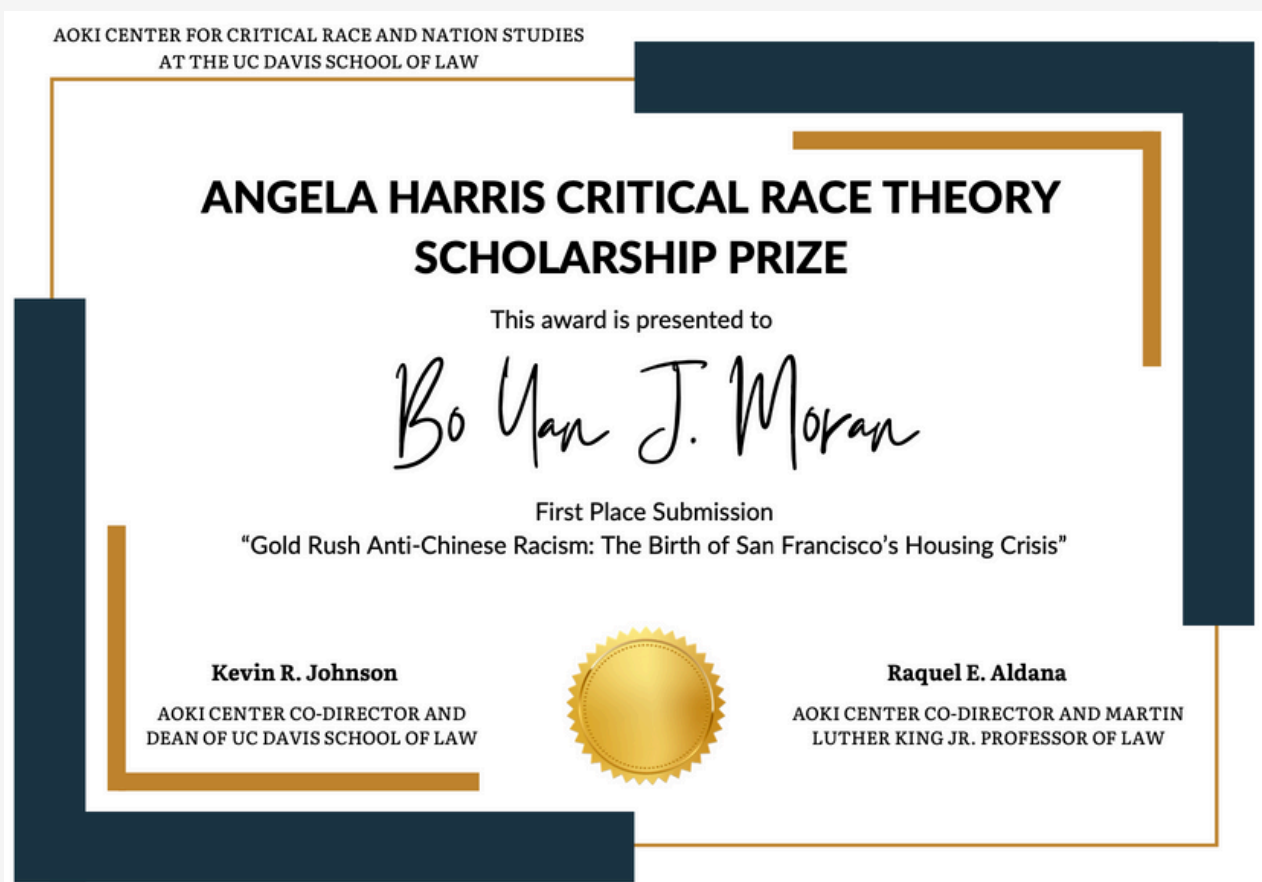 AOKI CENTER FOR CRITICAL RACE AND NATION STUDIES
AT THE UC DAVIS SCHOOL OF LAW
ANGELA HARRIS CRITICAL RACE THEORY
SCHOLARSHIP PRIZE
This award is presented to
Bo Yan J. Moran
First Place Submission
“Gold Rush Anti-Chinese Racism: The Birth of San Francisco’s Housing Crisis”
Kevin R. Johnson
AOKI CENTER CO-DIRECTOR AND
DEAN OF UC DAVIS SCHOOL OF LAW
Raquel E. Aldana
AOKI CENTER CO-DIRECTOR AND MARTIN
LUTHER KING JR. PROFESSOR OF LAW